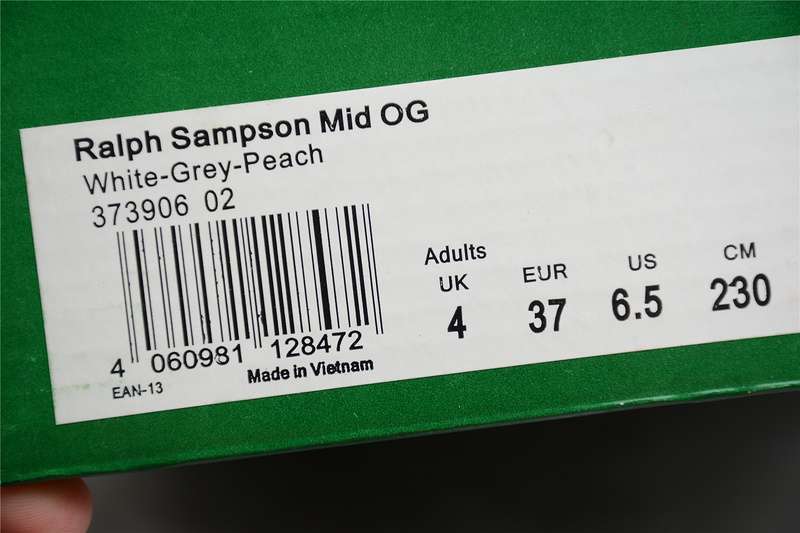 Ralph Sampson Mid OG
White-Grey-Peach
373906 02
4 060981 128472
EAN-13
Made in Vietnam
Adults
UK EUR US CM
4 37 6.5 230